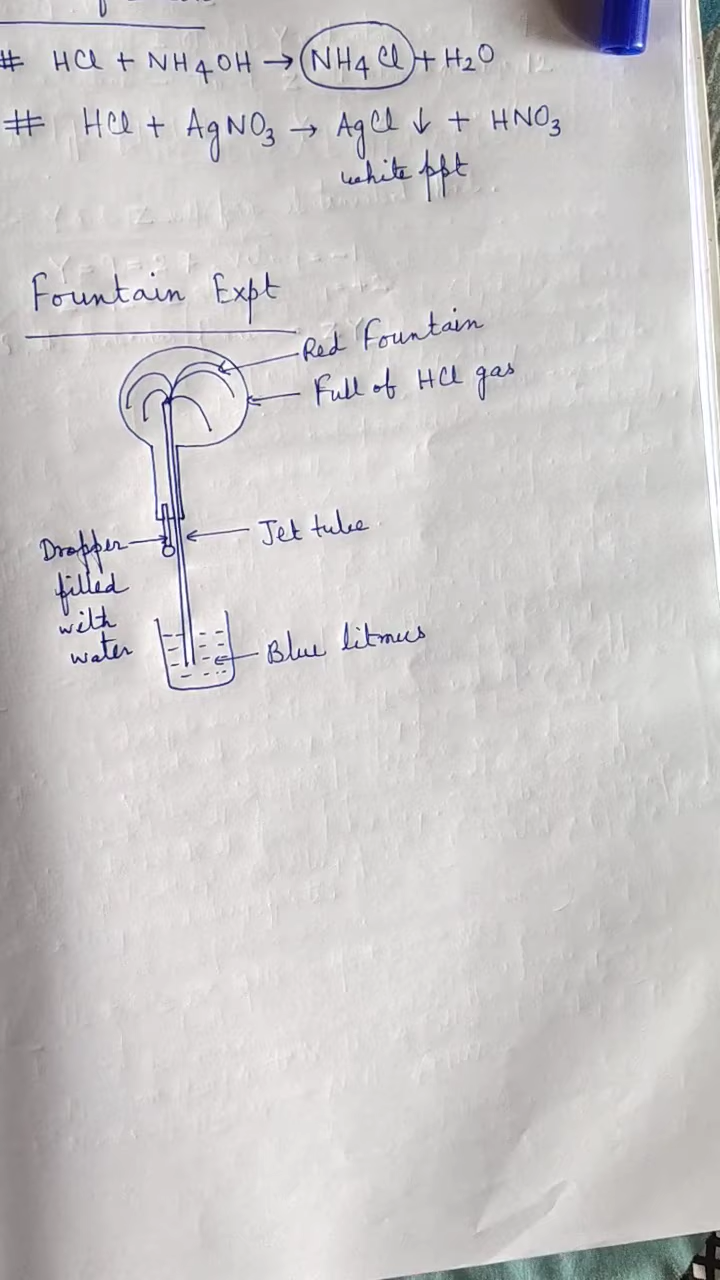 # HCl + NH4OH → NH4Cl + H2O
# HCl + AgNO3 → AgCl ↓ + HNO3
white ppt
Fountain Expt
Red Fountain
Full of HCl gas
Jet tube
Dropper
filled
with
water
Blue litmus